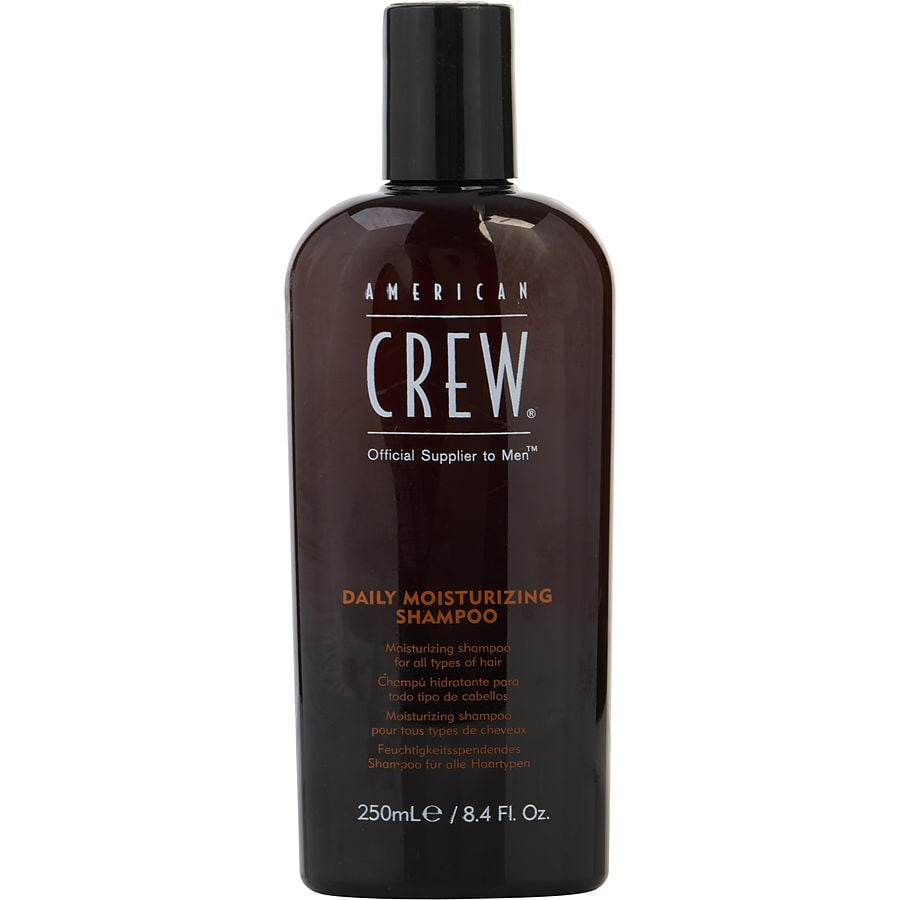 AMERICAN
CREW®
Official Supplier to Men™
DAILY MOISTURIZING
SHAMPOO
Moisturizing shampoo
for all types of hair
Champú hidratante para
todo tipo de cabellos
Moisturizing shampoo
pour tous types de cheveux
Feuchtigkeitsspendendes
Shampoo für alle Haartypen
250mL℮ / 8.4 Fl. Oz.